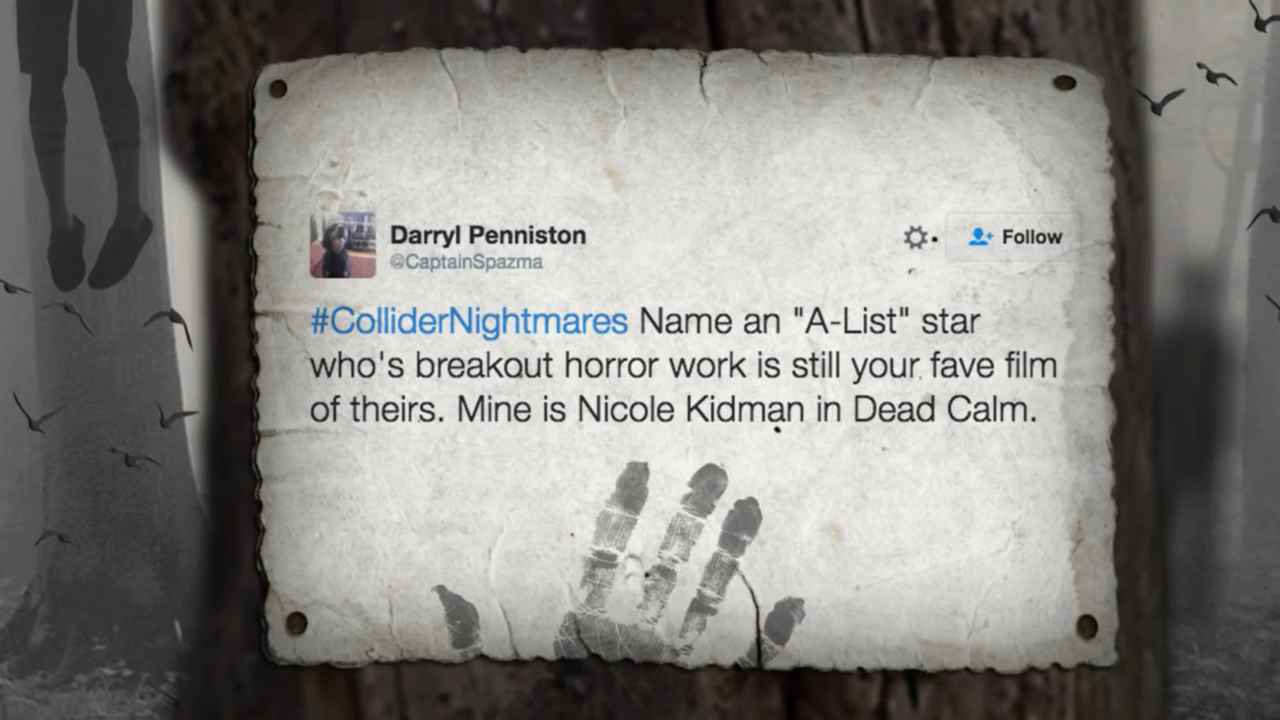 Darryl Penniston
@CaptainSpazma
Follow
#ColliderNightmares Name an "A-List" star
who's breakout horror work is still your fave film
of theirs. Mine is Nicole Kidman in Dead Calm.